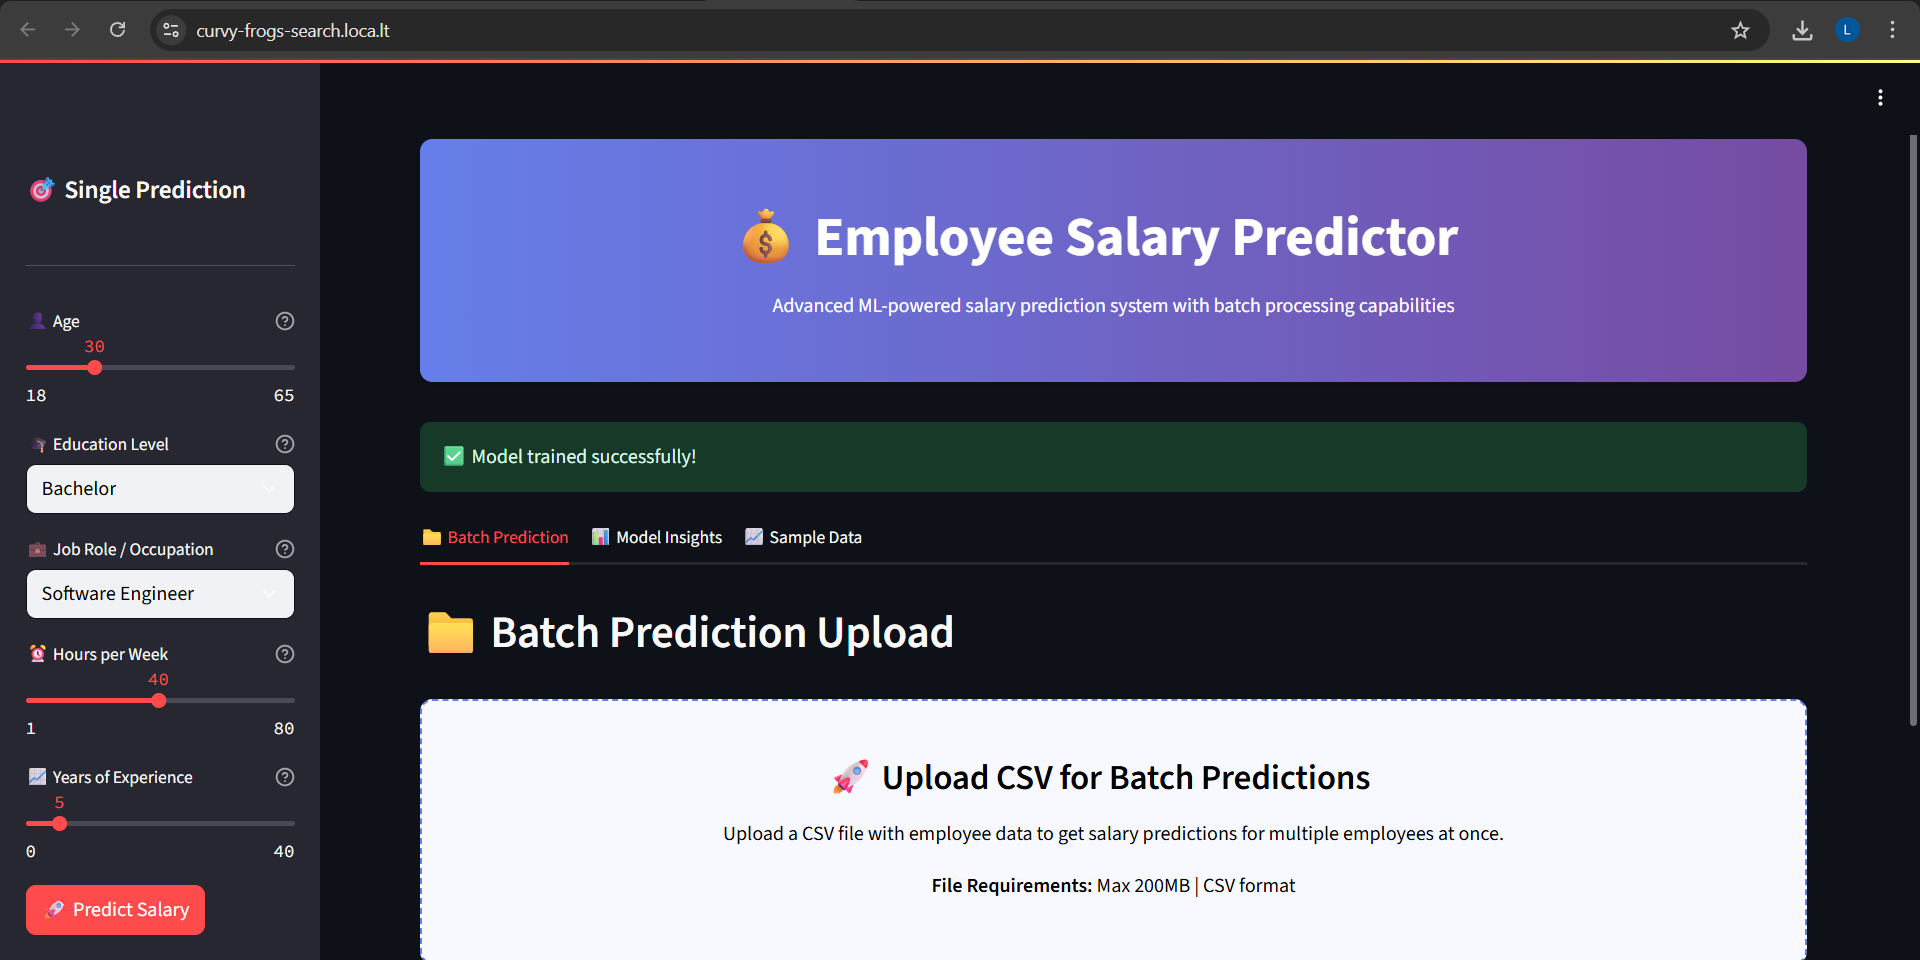 curvy-frogs-search.loca.lt
L
Single Prediction
Age
30
18 65
Education Level
Bachelor
Job Role / Occupation
Software Engineer
Hours per Week
40
1 80
Years of Experience
5
0 40
Predict Salary
Employee Salary Predictor
Advanced ML-powered salary prediction system with batch processing capabilities
Model trained successfully!
Batch Prediction Model Insights Sample Data
Batch Prediction Upload
Upload CSV for Batch Predictions
Upload a CSV file with employee data to get salary predictions for multiple employees at once.
File Requirements: Max 200MB | CSV format